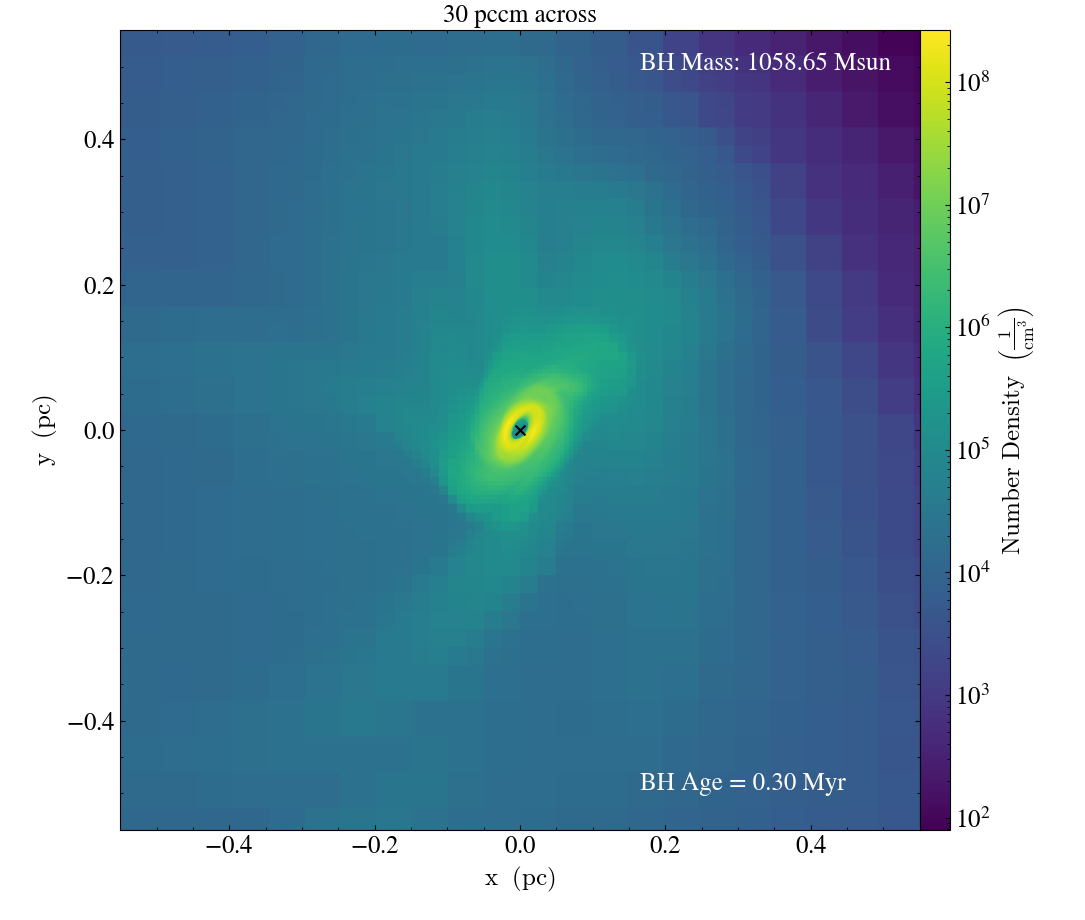 30 pccm across
BH Mass: 1058.65 Msun
BH Age = 0.30 Myr
0.4
0.2
0.0
−0.2
−0.4
y (pc)
−0.4
−0.2
0.0
0.2
0.4
x (pc)
10^8
10^7
10^6
10^5
10^4
10^3
10^2
Number Density (1/cm^3)